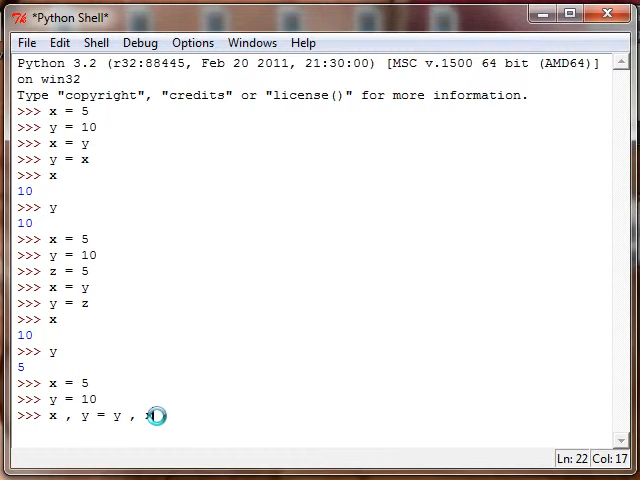 *Python Shell*
File Edit Shell Debug Options Windows Help
Python 3.2 (r32:88445, Feb 20 2011, 21:30:00) [MSC v.1500 64 bit (AMD64)]
on win32
Type "copyright", "credits" or "license()" for more information.
>>> x = 5
>>> y = 10
>>> x = y
>>> y = x
>>> x
10
>>> y
10
>>> x = 5
>>> y = 10
>>> z = 5
>>> x = y
>>> y = z
>>> x
10
>>> y
5
>>> x = 5
>>> y = 10
>>> x , y = y ,
Ln: 22 Col: 17